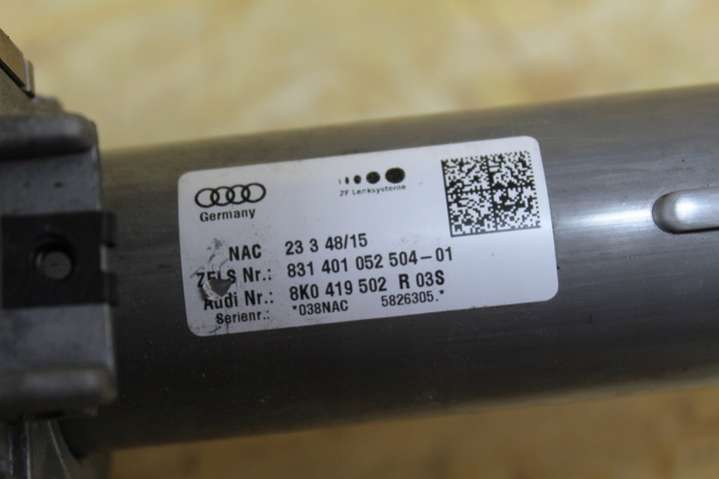 Germany
ZF Lenksysteme
NAC 23 3 48/15
ZFLS Nr.: 831 401 052 504-01
Audi Nr.: 8K0 419 502 R 03S
Serienr.: *038NAC 5826305.*